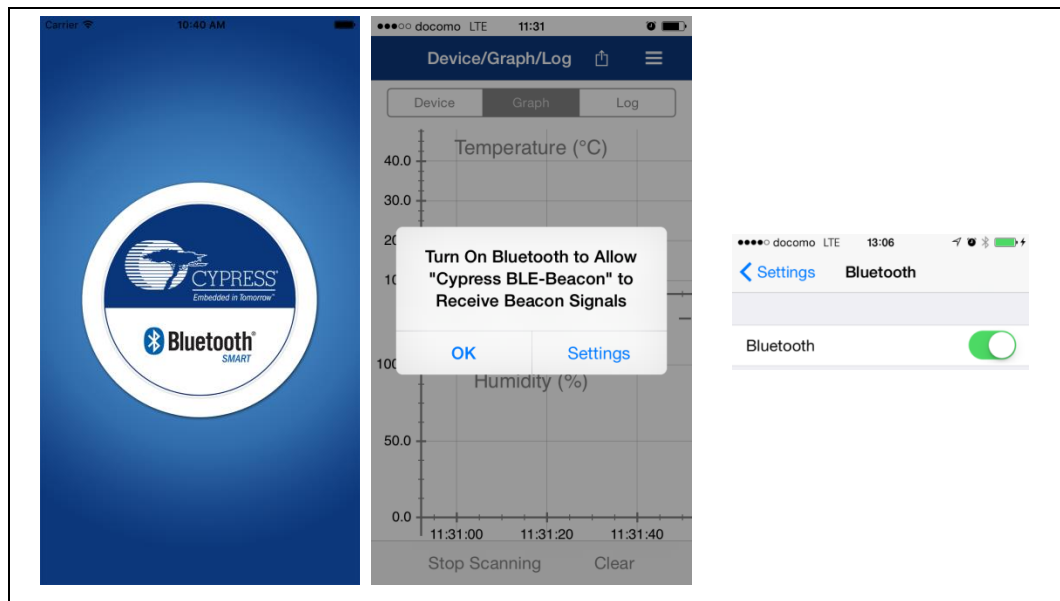 Carrier 10:40 AM
CYPRESS
Embedded in Tomorrow™
Bluetooth®
SMART
docomo LTE 11:31
Device/Graph/Log
Device Graph Log
Temperature (°C)
40.0
30.0
20
10
Turn On Bluetooth to Allow
"Cypress BLE-Beacon" to
Receive Beacon Signals
OK Settings
100
Humidity (%)
50.0
0.0
11:31:00 11:31:20 11:31:40
Stop Scanning Clear
docomo LTE 13:06
Settings Bluetooth
Bluetooth